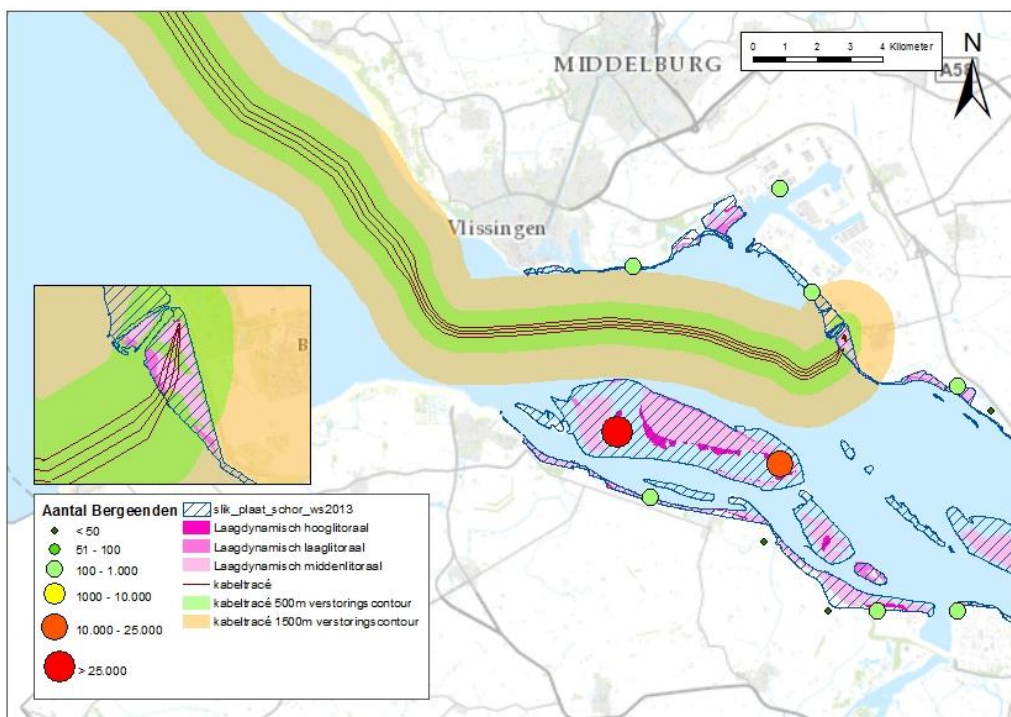 0 1 2 3 4 Kilometer
N
MIDDELBURG
A58
Vlissingen
B
Aantal Bergeenden
< 50
51 - 100
100 - 1.000
1000 - 10.000
10.000 - 25.000
> 25.000
slik_plaat_schor_ws2013
Laagdynamisch hooglitoraal
Laagdynamisch laaglitoraal
Laagdynamisch middenlitoraal
kabeltracé
kabeltracé 500m verstorings contour
kabeltracé 1500m verstoringscontour